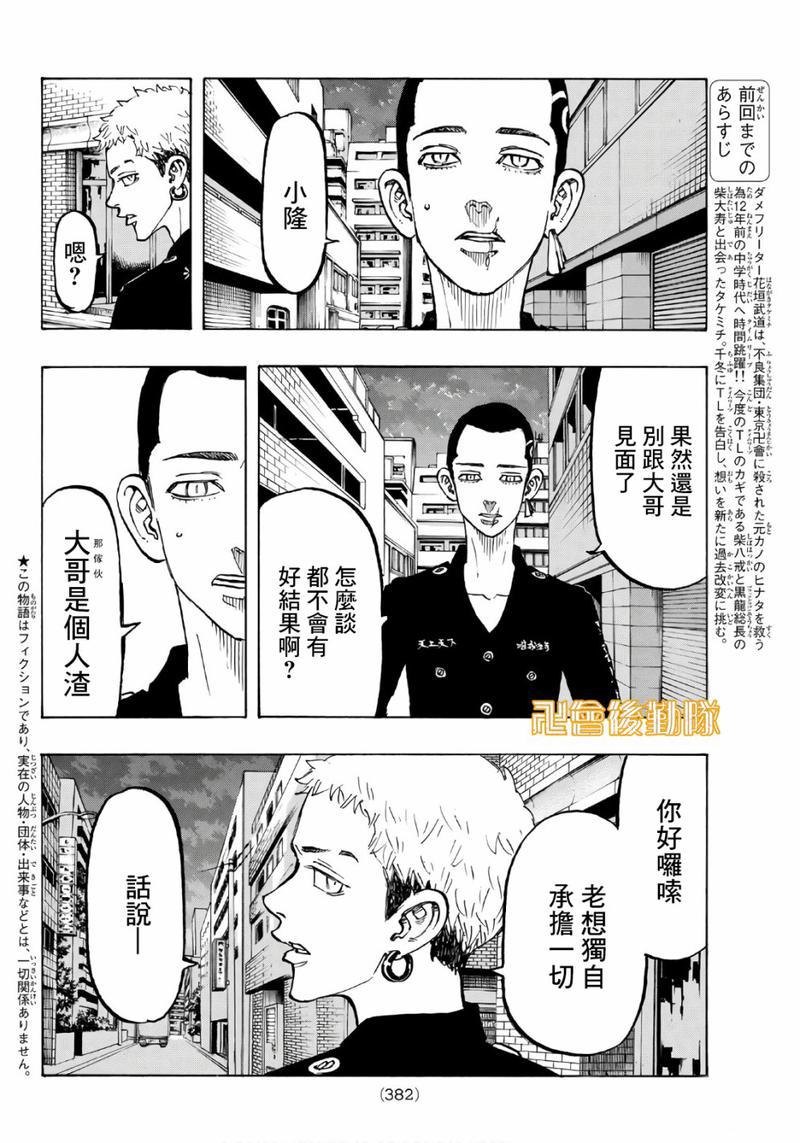 前回までの
あらすじ
ダメフリーター花垣武道は、不良集団・東京卍會に殺された元カノのヒナタを救う
為12年前の中学時代へ時間跳躍!!今度のTLのカギである柴八戒と黒龍総長の
柴大寿と出会ったタケミチ。千冬にTLを告白し、想いを新たに過去改変に挑む。
小隆
嗯?
果然還是
別跟大哥
見面了
天上天下
怎麼談
都不會有
好結果啊?
那傢伙
大哥是個人渣
卍會後動隊
你好囉嗦
老想獨自
承擔一切
話說—
★この物語はフィクションであり、実在の人物・団体・出来事などとは、一切関係ありません。
(382)